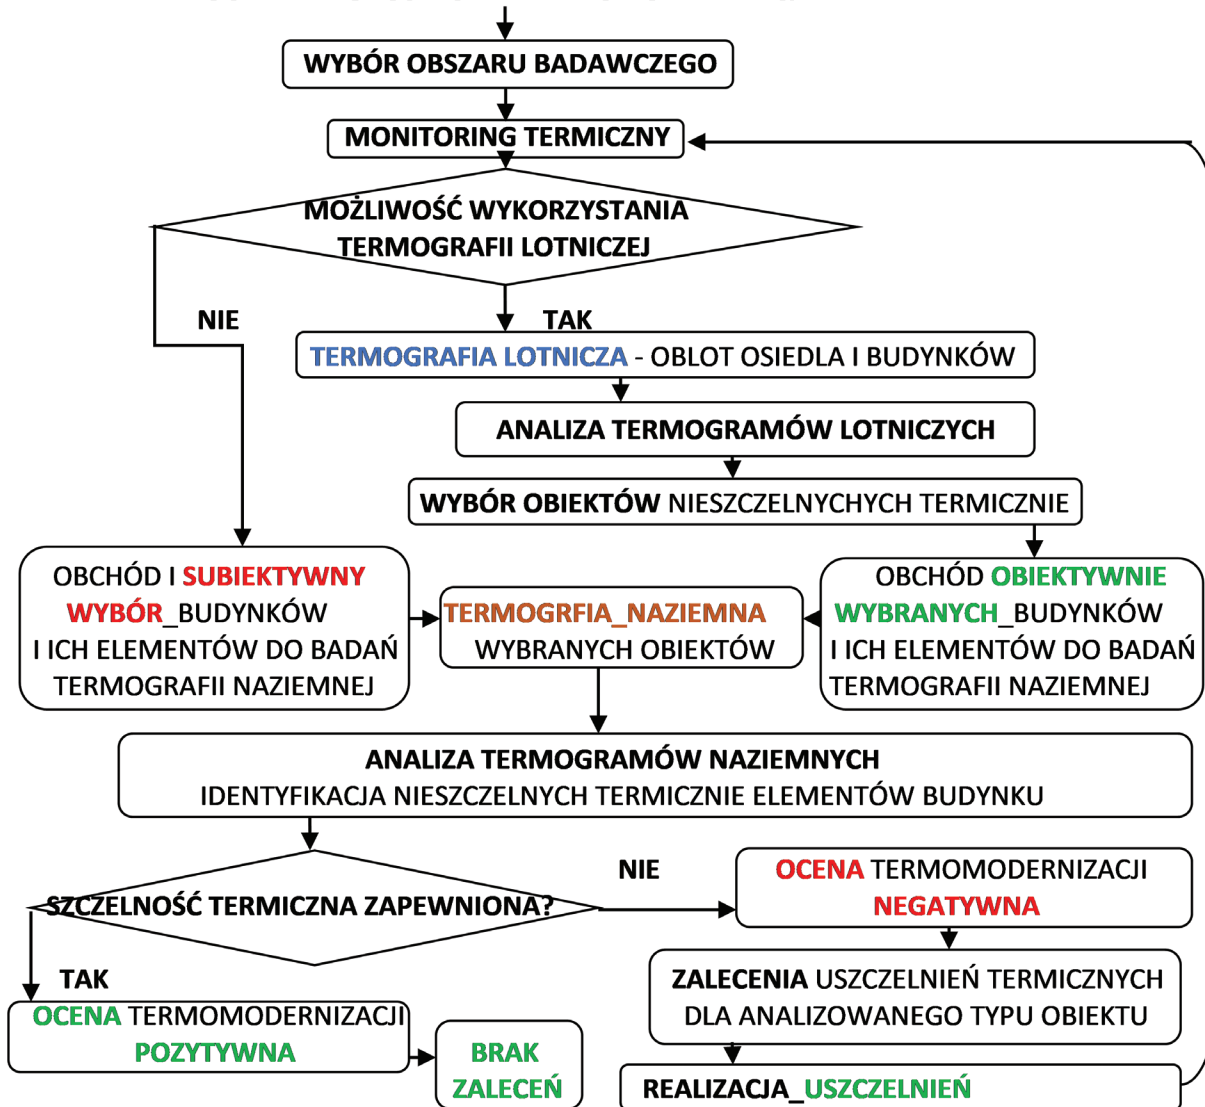 WYBÓR OBSZARU BADAWCZEGO
MONITORING TERMICZNY
MOŻLIWOŚĆ WYKORZYSTANIA
TERMOGRAFII LOTNICZEJ
NIE
TAK
TERMOGRAFIA LOTNICZA - OBLOT OSIEDLA I BUDYNKÓW
ANALIZA TERMOGRAMÓW LOTNICZYCH
WYBÓR OBIEKTÓW NIESZCZELNYCHYCH TERMICZNIE
OBCHÓD I SUBIEKTYWNY
WYBÓR_BUDYNKÓW
I ICH ELEMENTÓW DO BADAŃ
TERMOGRAFII NAZIEMNEJ
TERMOGRFIA_NAZIEMNA
WYBRANYCH OBIEKTÓW
OBCHÓD OBIEKTYWNIE
WYBRANYCH_BUDYNKÓW
I ICH ELEMENTÓW DO BADAŃ
TERMOGRAFII NAZIEMNEJ
ANALIZA TERMOGRAMÓW NAZIEMNYCH
IDENTYFIKACJA NIESZCZELNYCH TERMICZNIE ELEMENTÓW BUDYNKU
SZCZELNOŚĆ TERMICZNA ZAPEWNIONA?
NIE
OCENA TERMOMODERNIZACJI
NEGATYWNA
TAK
OCENA TERMOMODERNIZACJI
POZYTYWNA
BRAK
ZALECEŃ
ZALECENIA USZCZELNIEŃ TERMICZNYCH
DLA ANALIZOWANEGO TYPU OBIEKTU
REALIZACJA_USZCZELNIEŃ